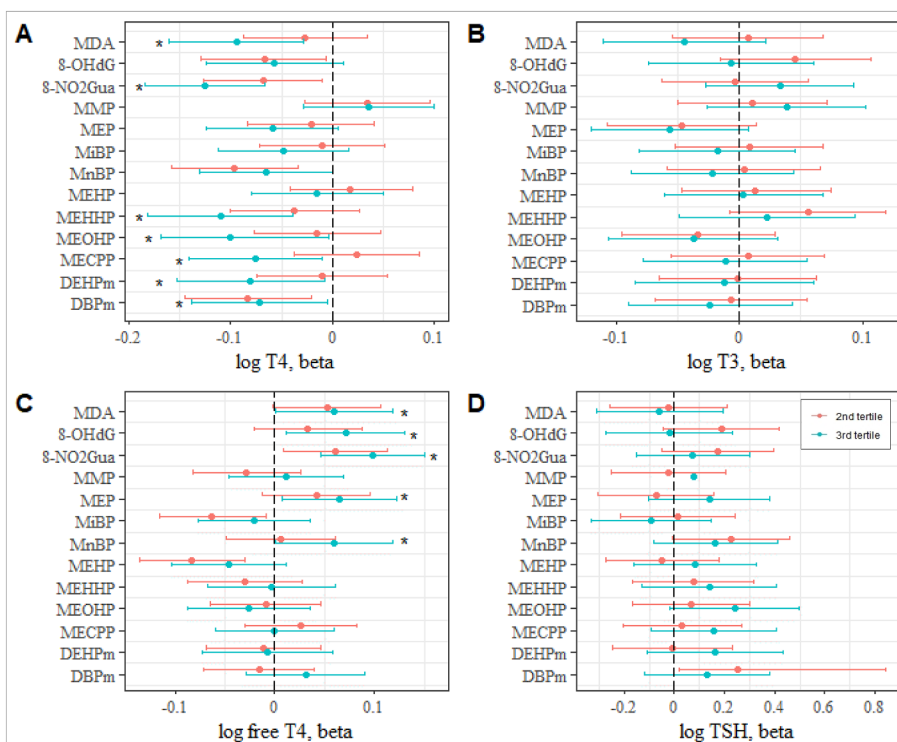 A
B
MDA *
8-OHdG
8-NO2Gua *
MMP
MEP
MiBP
MnBP
MEHP
MEHHP *
MEOHP *
MECPP *
DEHPm *
DBPm *
-0.2 -0.1 0 0.1
log T4, beta
MDA
8-OHdG
8-NO2Gua
MMP
MEP
MiBP
MnBP
MEHP
MEHHP
MEOHP
MECPP
DEHPm
DBPm
-0.1 0 0.1
log T3, beta
C
D
MDA *
8-OHdG *
8-NO2Gua *
MMP
MEP *
MiBP
MnBP *
MEHP
MEHHP
MEOHP
MECPP
DEHPm
DBPm
-0.1 0 0.1
log free T4, beta
MDA
8-OHdG
8-NO2Gua
MMP
MEP
MiBP
MnBP
MEHP
MEHHP
MEOHP
MECPP
DEHPm
DBPm
2nd tertile
3rd tertile
-0.2 0 0.2 0.4 0.6 0.8
log TSH, beta